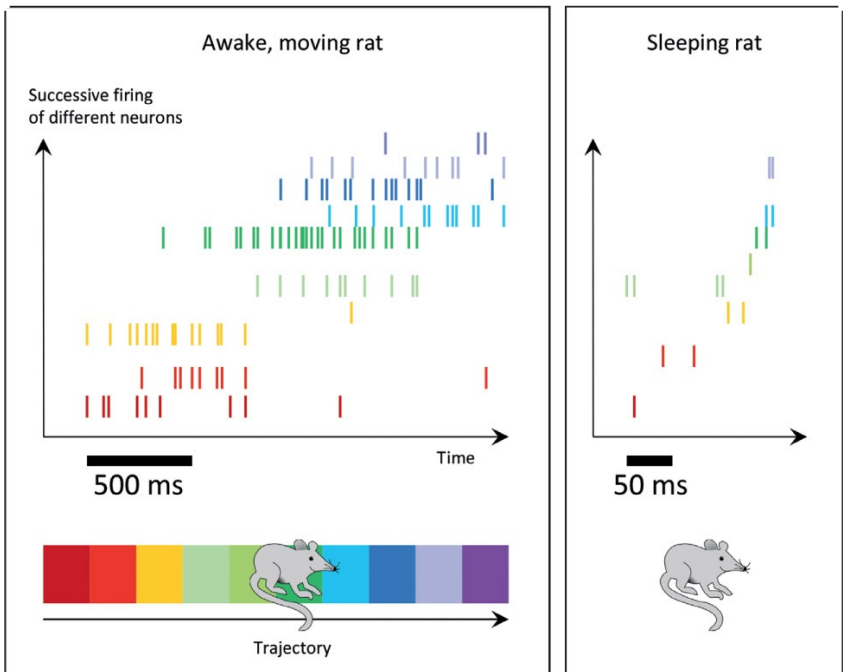 Awake, moving rat
Successive firing
of different neurons
Time
500 ms
Trajectory
Sleeping rat
50 ms